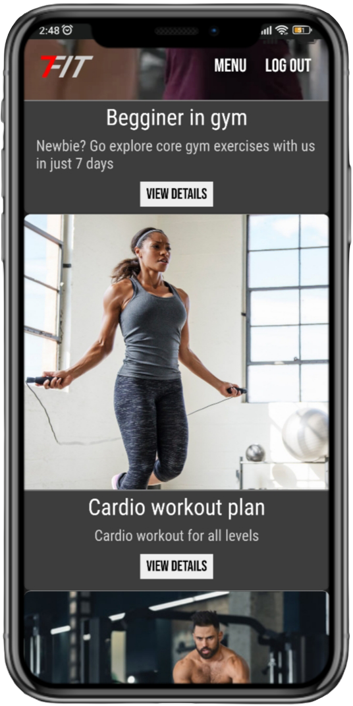 2:48
7FIT
MENU LOG OUT
Begginer in gym
Newbie? Go explore core gym exercises with us
in just 7 days
VIEW DETAILS
Cardio workout plan
Cardio workout for all levels
VIEW DETAILS